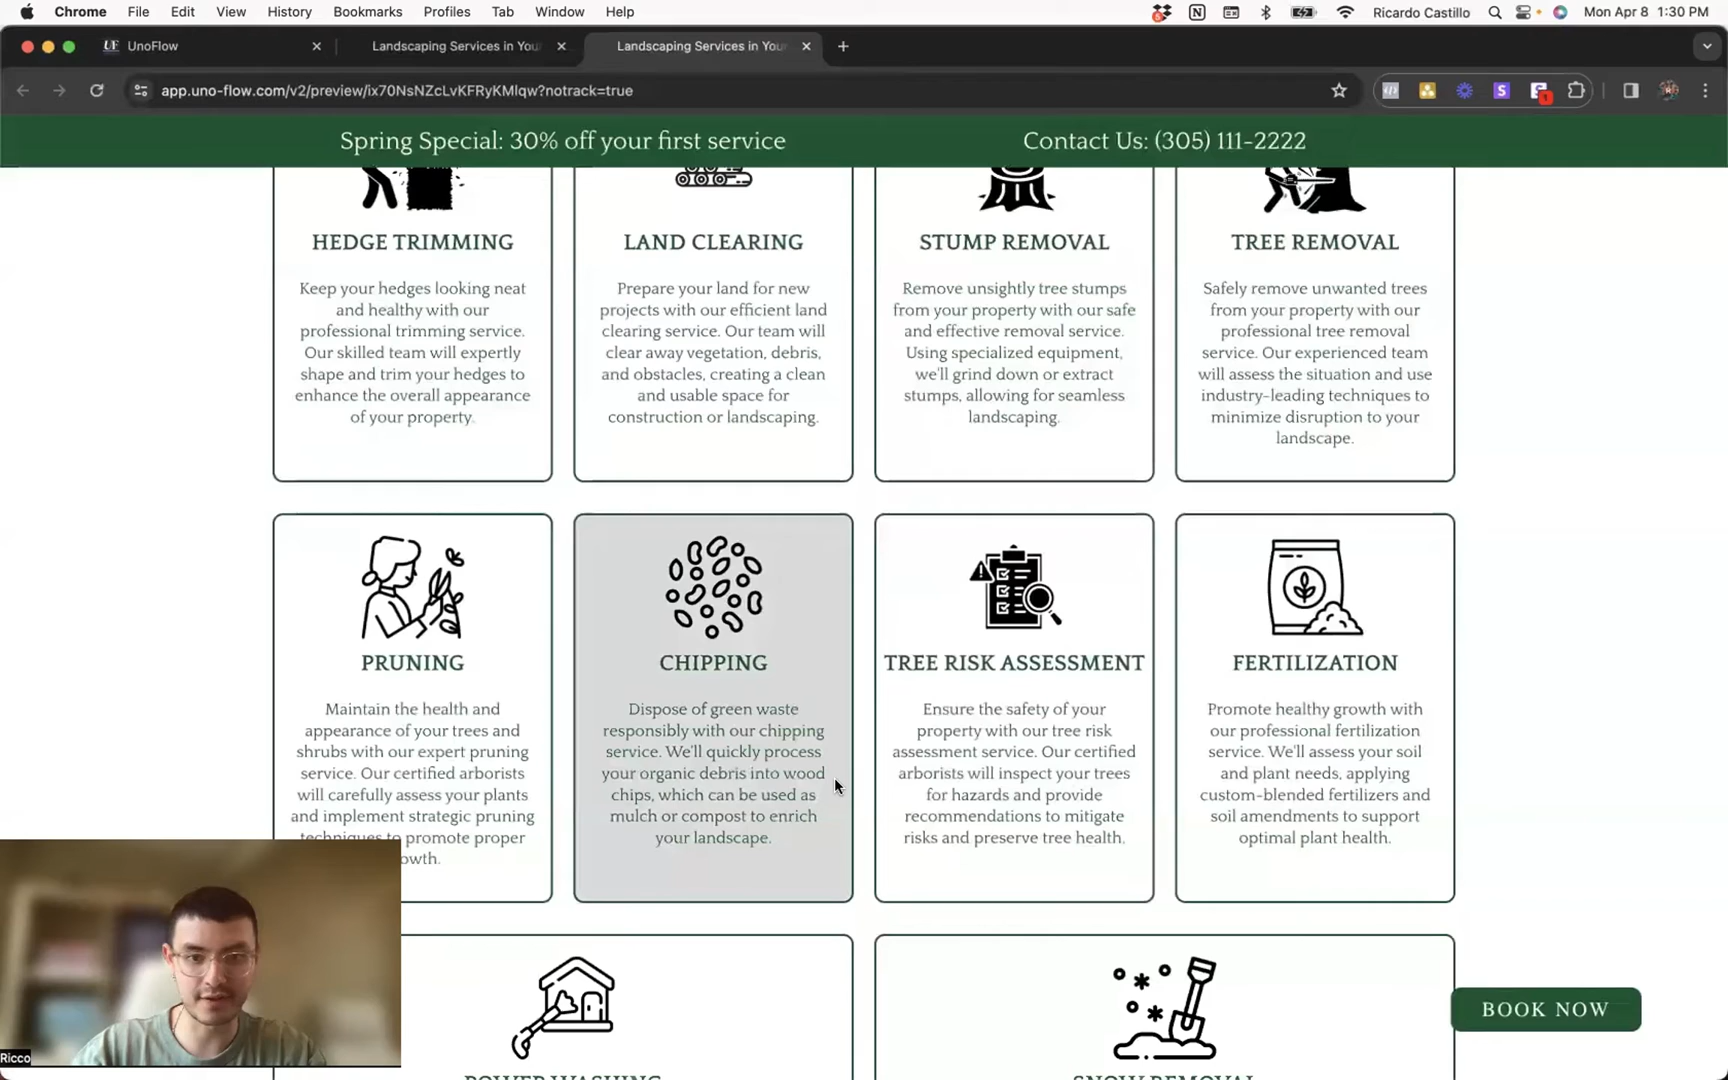 Chrome File Edit View History Bookmarks Profiles Tab Window Help
5
Ricardo Castillo
Mon Apr 8 1:30 PM
UnoFlow
Landscaping Services in You
Landscaping Services in You
app.uno-flow.com/v2/preview/ix70NsNZcLvKFRyKMlqw?notrack=true
S
1
Spring Special: 30% off your first service
Contact Us: (305) 111-2222
HEDGE TRIMMING
Keep your hedges looking neat
and healthy with our
professional trimming service.
Our skilled team will expertly
shape and trim your hedges to
enhance the overall appearance
of your property.
LAND CLEARING
Prepare your land for new
projects with our efficient land
clearing service. Our team will
clear away vegetation, debris,
and obstacles, creating a clean
and usable space for
construction or landscaping.
STUMP REMOVAL
Remove unsightly tree stumps
from your property with our safe
and effective removal service.
Using specialized equipment,
we'll grind down or extract
stumps, allowing for seamless
landscaping.
TREE REMOVAL
Safely remove unwanted trees
from your property with our
professional tree removal
service. Our experienced team
will assess the situation and use
industry-leading techniques to
minimize disruption to your
landscape.
PRUNING
Maintain the health and
appearance of your trees and
shrubs with our expert pruning
service. Our certified arborists
will carefully assess your plants
and implement strategic pruning
techniques to promote proper
owth.
CHIPPING
Dispose of green waste
responsibly with our chipping
service. We'll quickly process
your organic debris into wood
chips, which can be used as
mulch or compost to enrich
your landscape.
TREE RISK ASSESSMENT
Ensure the safety of your
property with our tree risk
assessment service. Our certified
arborists will inspect your trees
for hazards and provide
recommendations to mitigate
risks and preserve tree health.
FERTILIZATION
Promote healthy growth with
our professional fertilization
service. We'll assess your soil
and plant needs, applying
custom-blended fertilizers and
soil amendments to support
optimal plant health.
POWER WASHING
SNOW REMOVAL
BOOK NOW
Ricco